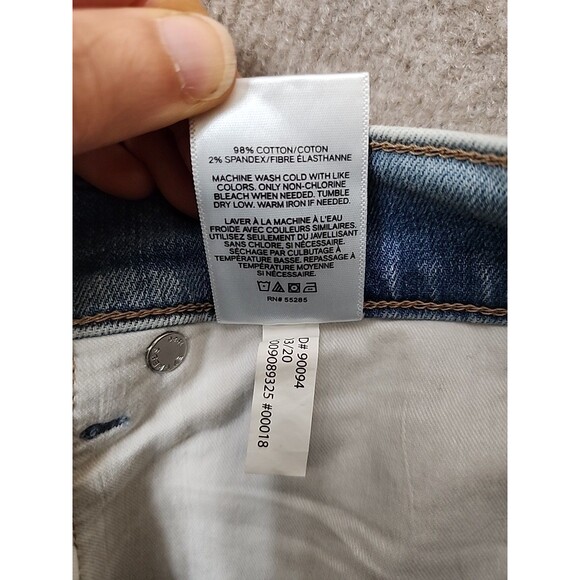 98% COTTON/COTON
2% SPANDEX/FIBRE ÉLASTHANNE
MACHINE WASH COLD WITH LIKE
COLORS. ONLY NON-CHLORINE
BLEACH WHEN NEEDED. TUMBLE
DRY LOW. WARM IRON IF NEEDED.
LAVER À LA MACHINE À L'EAU
FROIDE AVEC COULEURS SIMILAIRES.
UTILISEZ SEULEMENT DU JAVELLISANT
SANS CHLORE, SI NÉCESSAIRE.
SÉCHAGE PAR CULBUTAGE À
TEMPÉRATURE BASSE. REPASSAGE À
TEMPÉRATURE MOYENNE
SI NÉCESSAIRE.
RN# 55285
D# 90094
3/20
009089325 #00018